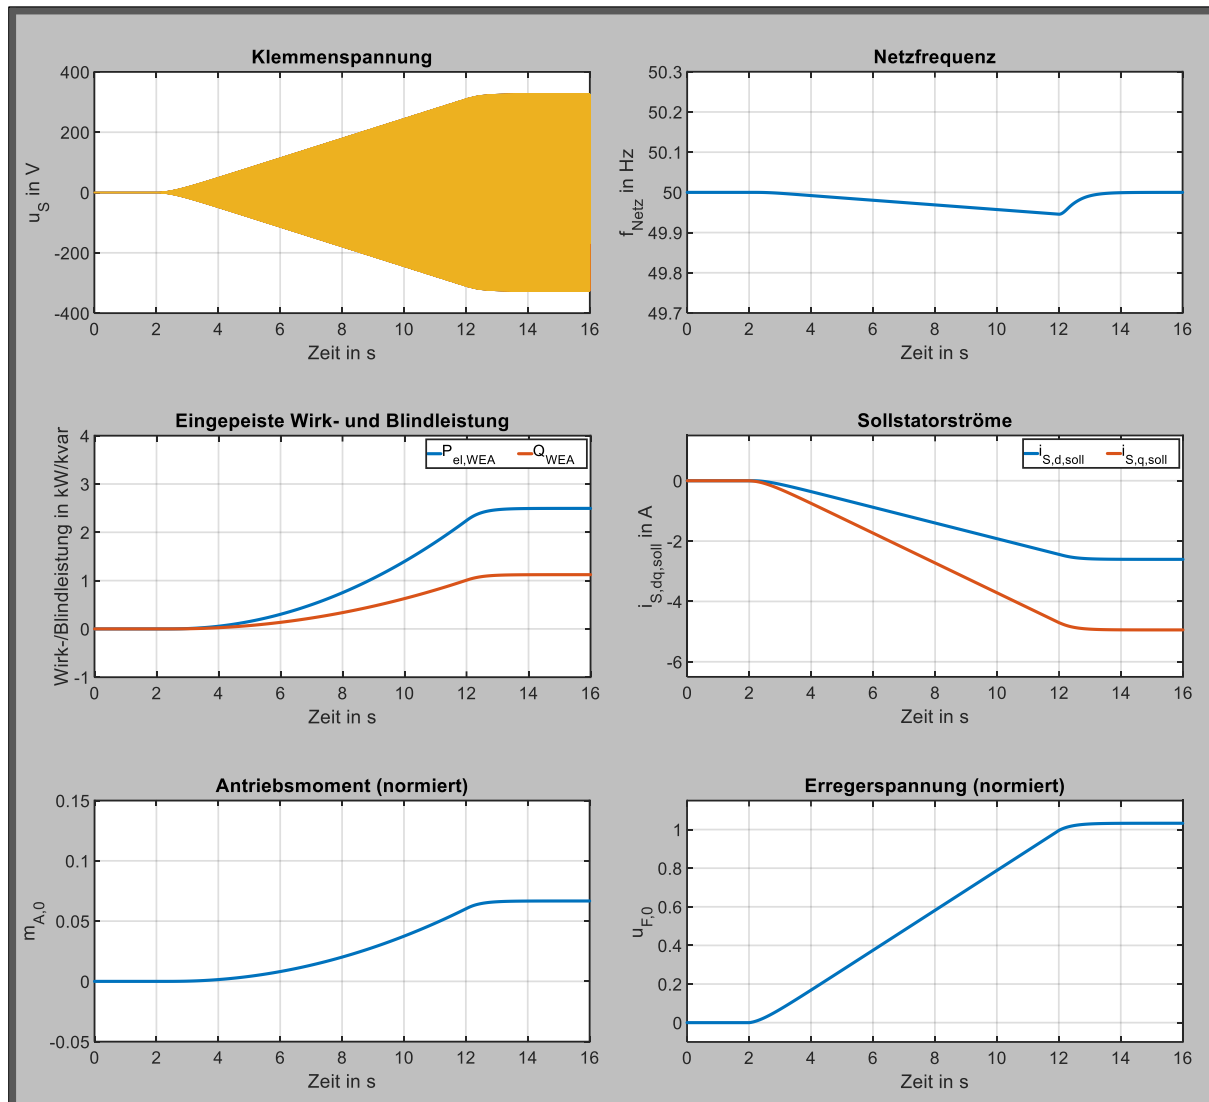 Klemmenspannung
400
200
0
-200
-400
u_S in V
0 2 4 6 8 10 12 14 16
Zeit in s
Netzfrequenz
50.3
50.2
50.1
50
49.9
49.8
49.7
f_Netz in Hz
0 2 4 6 8 10 12 14 16
Zeit in s
Eingepeiste Wirk- und Blindleistung
4
3
2
1
0
-1
Wirk-/Blindleistung in kW/kvar
P_el,WEA Q_WEA
0 2 4 6 8 10 12 14 16
Zeit in s
Sollstatorströme
0
-2
-4
-6
i_S,dq,soll in A
i_S,d,soll i_S,q,soll
0 2 4 6 8 10 12 14 16
Zeit in s
Antriebsmoment (normiert)
0.15
0.1
0.05
0
-0.05
m_A,0
0 2 4 6 8 10 12 14 16
Zeit in s
Erregerspannung (normiert)
1
0.8
0.6
0.4
0.2
0
u_F,0
0 2 4 6 8 10 12 14 16
Zeit in s